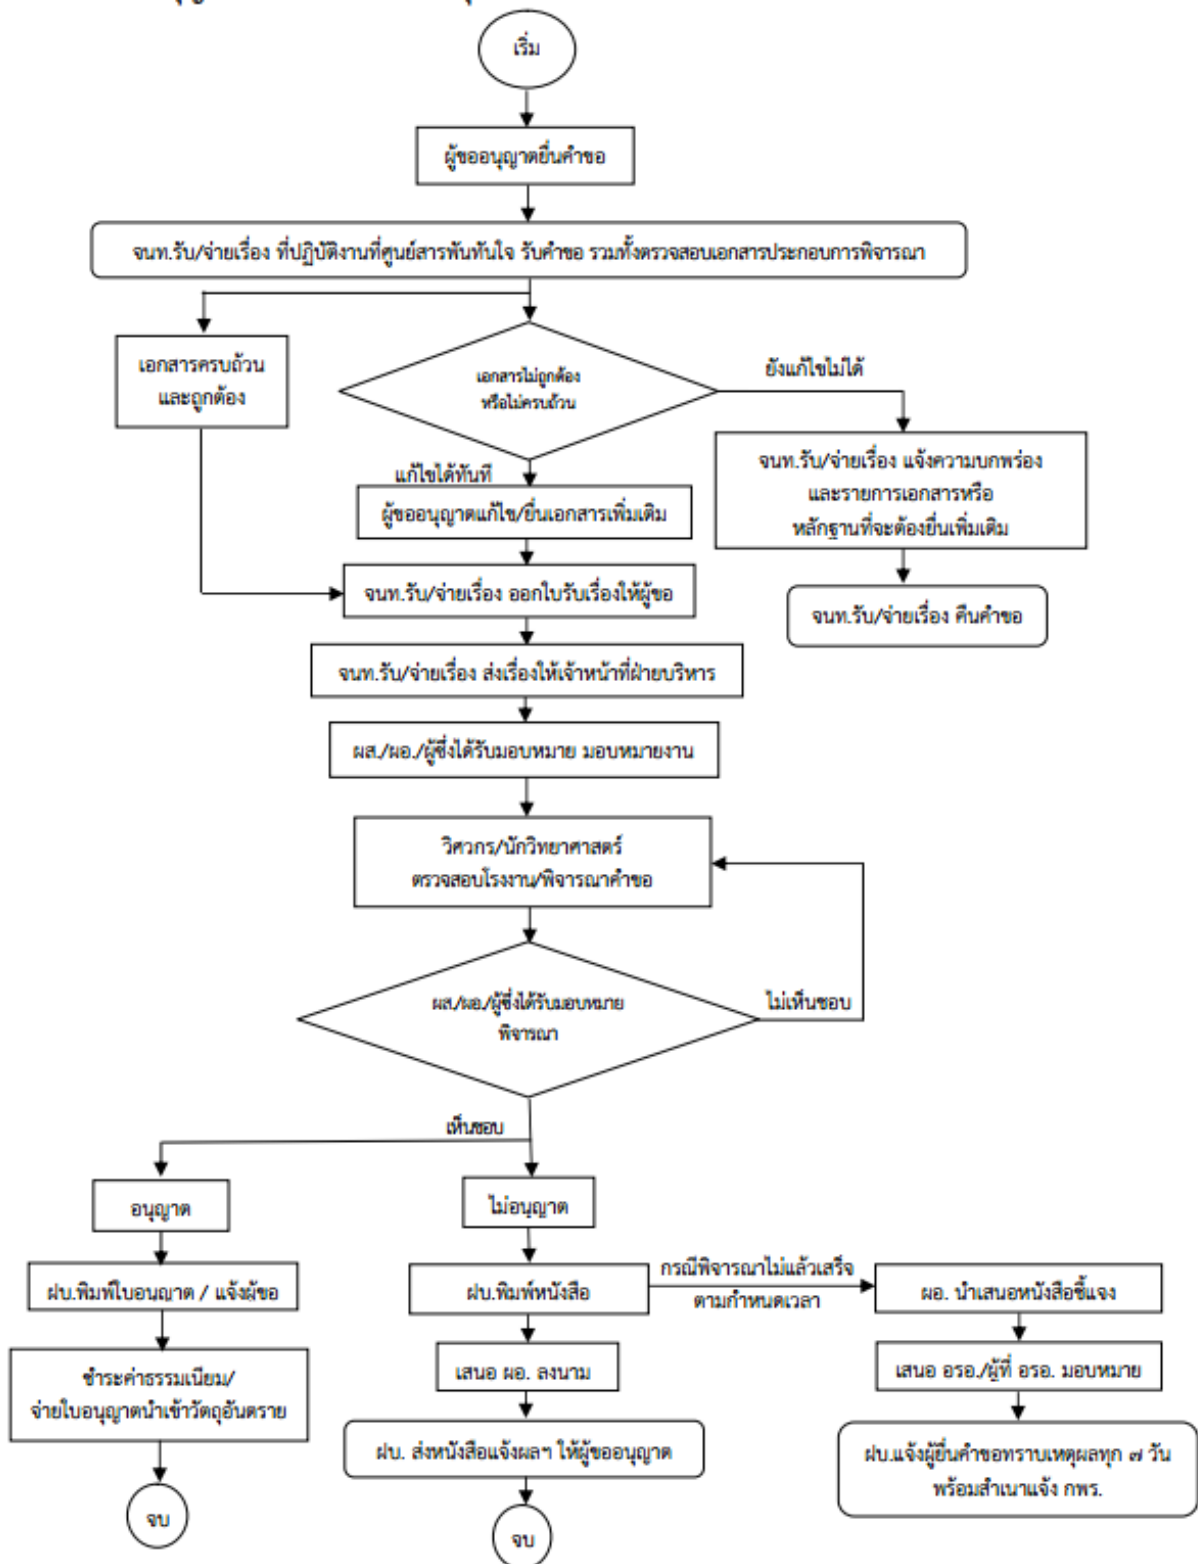 เริ่ม
ผู้ขออนุญาตยื่นคำขอ
จนท.รับ/จ่ายเรื่อง ที่ปฏิบัติงานที่ศูนย์สารพันทันใจ รับคำขอ รวมทั้งตรวจสอบเอกสารประกอบการพิจารณา
เอกสารครบถ้วน
และถูกต้อง
เอกสารไม่ถูกต้อง
หรือไม่ครบถ้วน
ยังแก้ไขไม่ได้
แก้ไขได้ทันที
จนท.รับ/จ่ายเรื่อง แจ้งความบกพร่อง
และรายการเอกสารหรือ
หลักฐานที่จะต้องยื่นเพิ่มเติม
ผู้ขออนุญาตแก้ไข/ยื่นเอกสารเพิ่มเติม
จนท.รับ/จ่ายเรื่อง ออกใบรับเรื่องให้ผู้ขอ
จนท.รับ/จ่ายเรื่อง คืนคำขอ
จนท.รับ/จ่ายเรื่อง ส่งเรื่องให้เจ้าหน้าที่ฝ่ายบริหาร
ผส./ผอ./ผู้ซึ่งได้รับมอบหมาย มอบหมายงาน
วิศวกร/นักวิทยาศาสตร์
ตรวจสอบโรงงาน/พิจารณาคำขอ
ผส./ผอ./ผู้ซึ่งได้รับมอบหมาย
พิจารณา
ไม่เห็นชอบ
เห็นชอบ
อนุญาต
ไม่อนุญาต
ฝบ.พิมพ์ใบอนุญาต / แจ้งผู้ขอ
ฝบ.พิมพ์หนังสือ
กรณีพิจารณาไม่แล้วเสร็จ
ตามกำหนดเวลา
ผอ. นำเสนอหนังสือชี้แจง
ชำระค่าธรรมเนียม/
จ่ายใบอนุญาตนำเข้าวัตถุอันตราย
เสนอ ผอ. ลงนาม
เสนอ อรอ./ผู้ที่ อรอ. มอบหมาย
ฝบ. ส่งหนังสือแจ้งผลฯ ให้ผู้ขออนุญาต
ฝบ.แจ้งผู้ยื่นคำขอทราบเหตุผลทุก ๗ วัน
พร้อมสำเนาแจ้ง กพร.
จบ
จบ